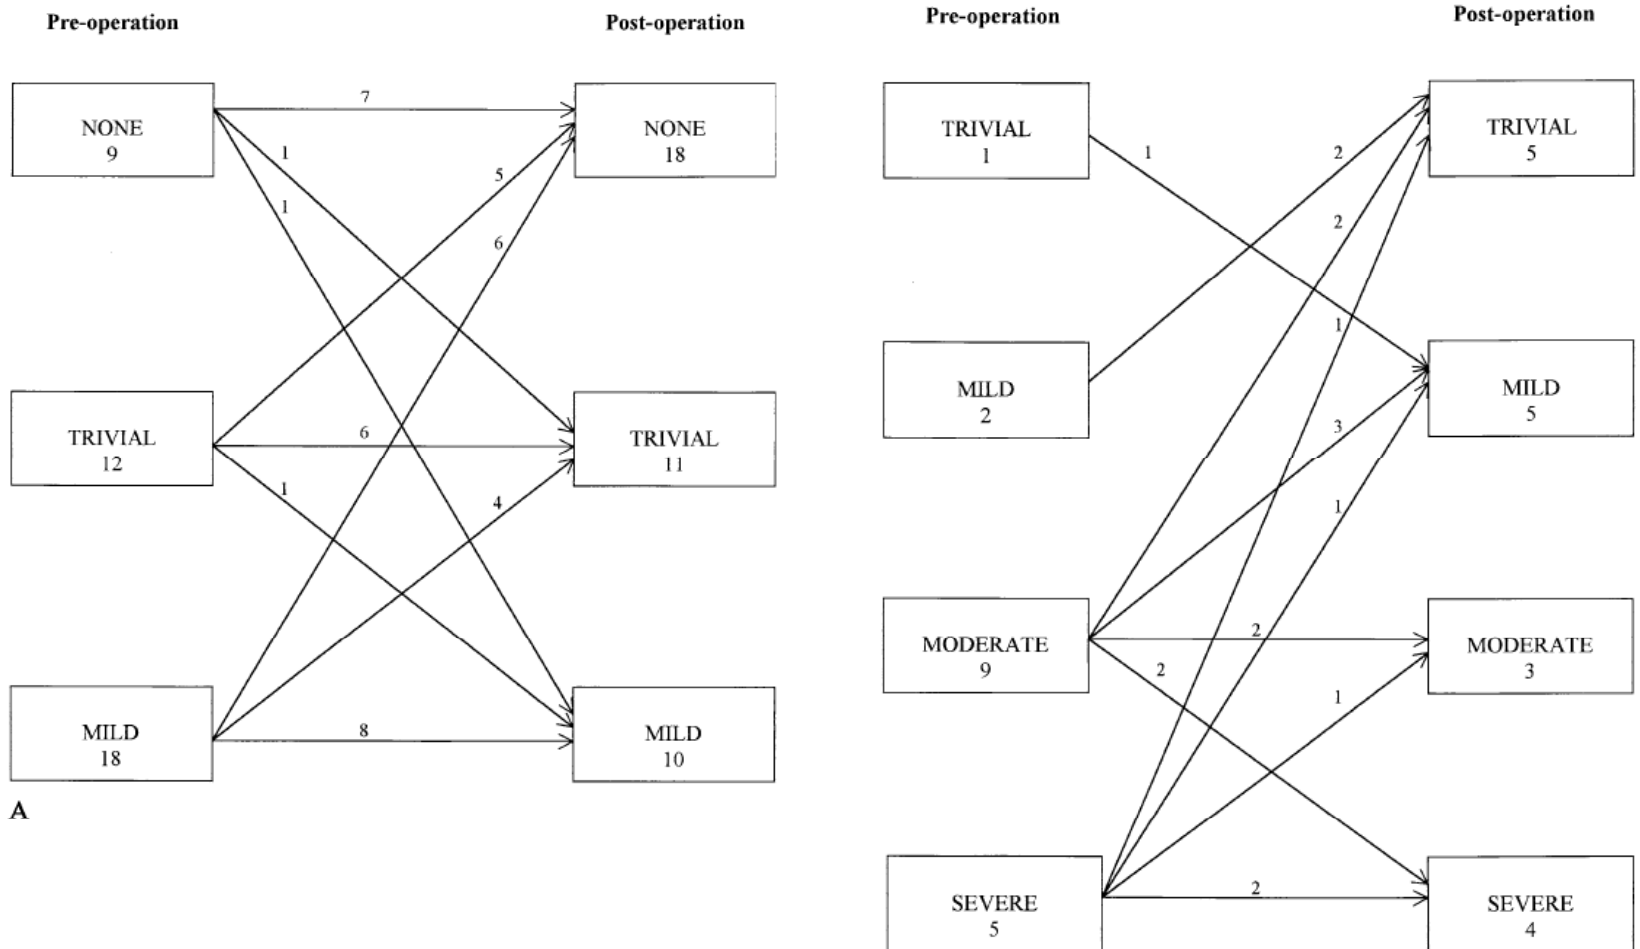 Pre-operation
Post-operation
NONE
9
NONE
18
TRIVIAL
12
TRIVIAL
11
MILD
18
MILD
10
7
1
1
5
6
6
1
4
8
A
Pre-operation
Post-operation
TRIVIAL
1
TRIVIAL
5
MILD
2
MILD
5
MODERATE
9
MODERATE
3
SEVERE
5
SEVERE
4
1
2
2
1
3
1
2
2
1
2